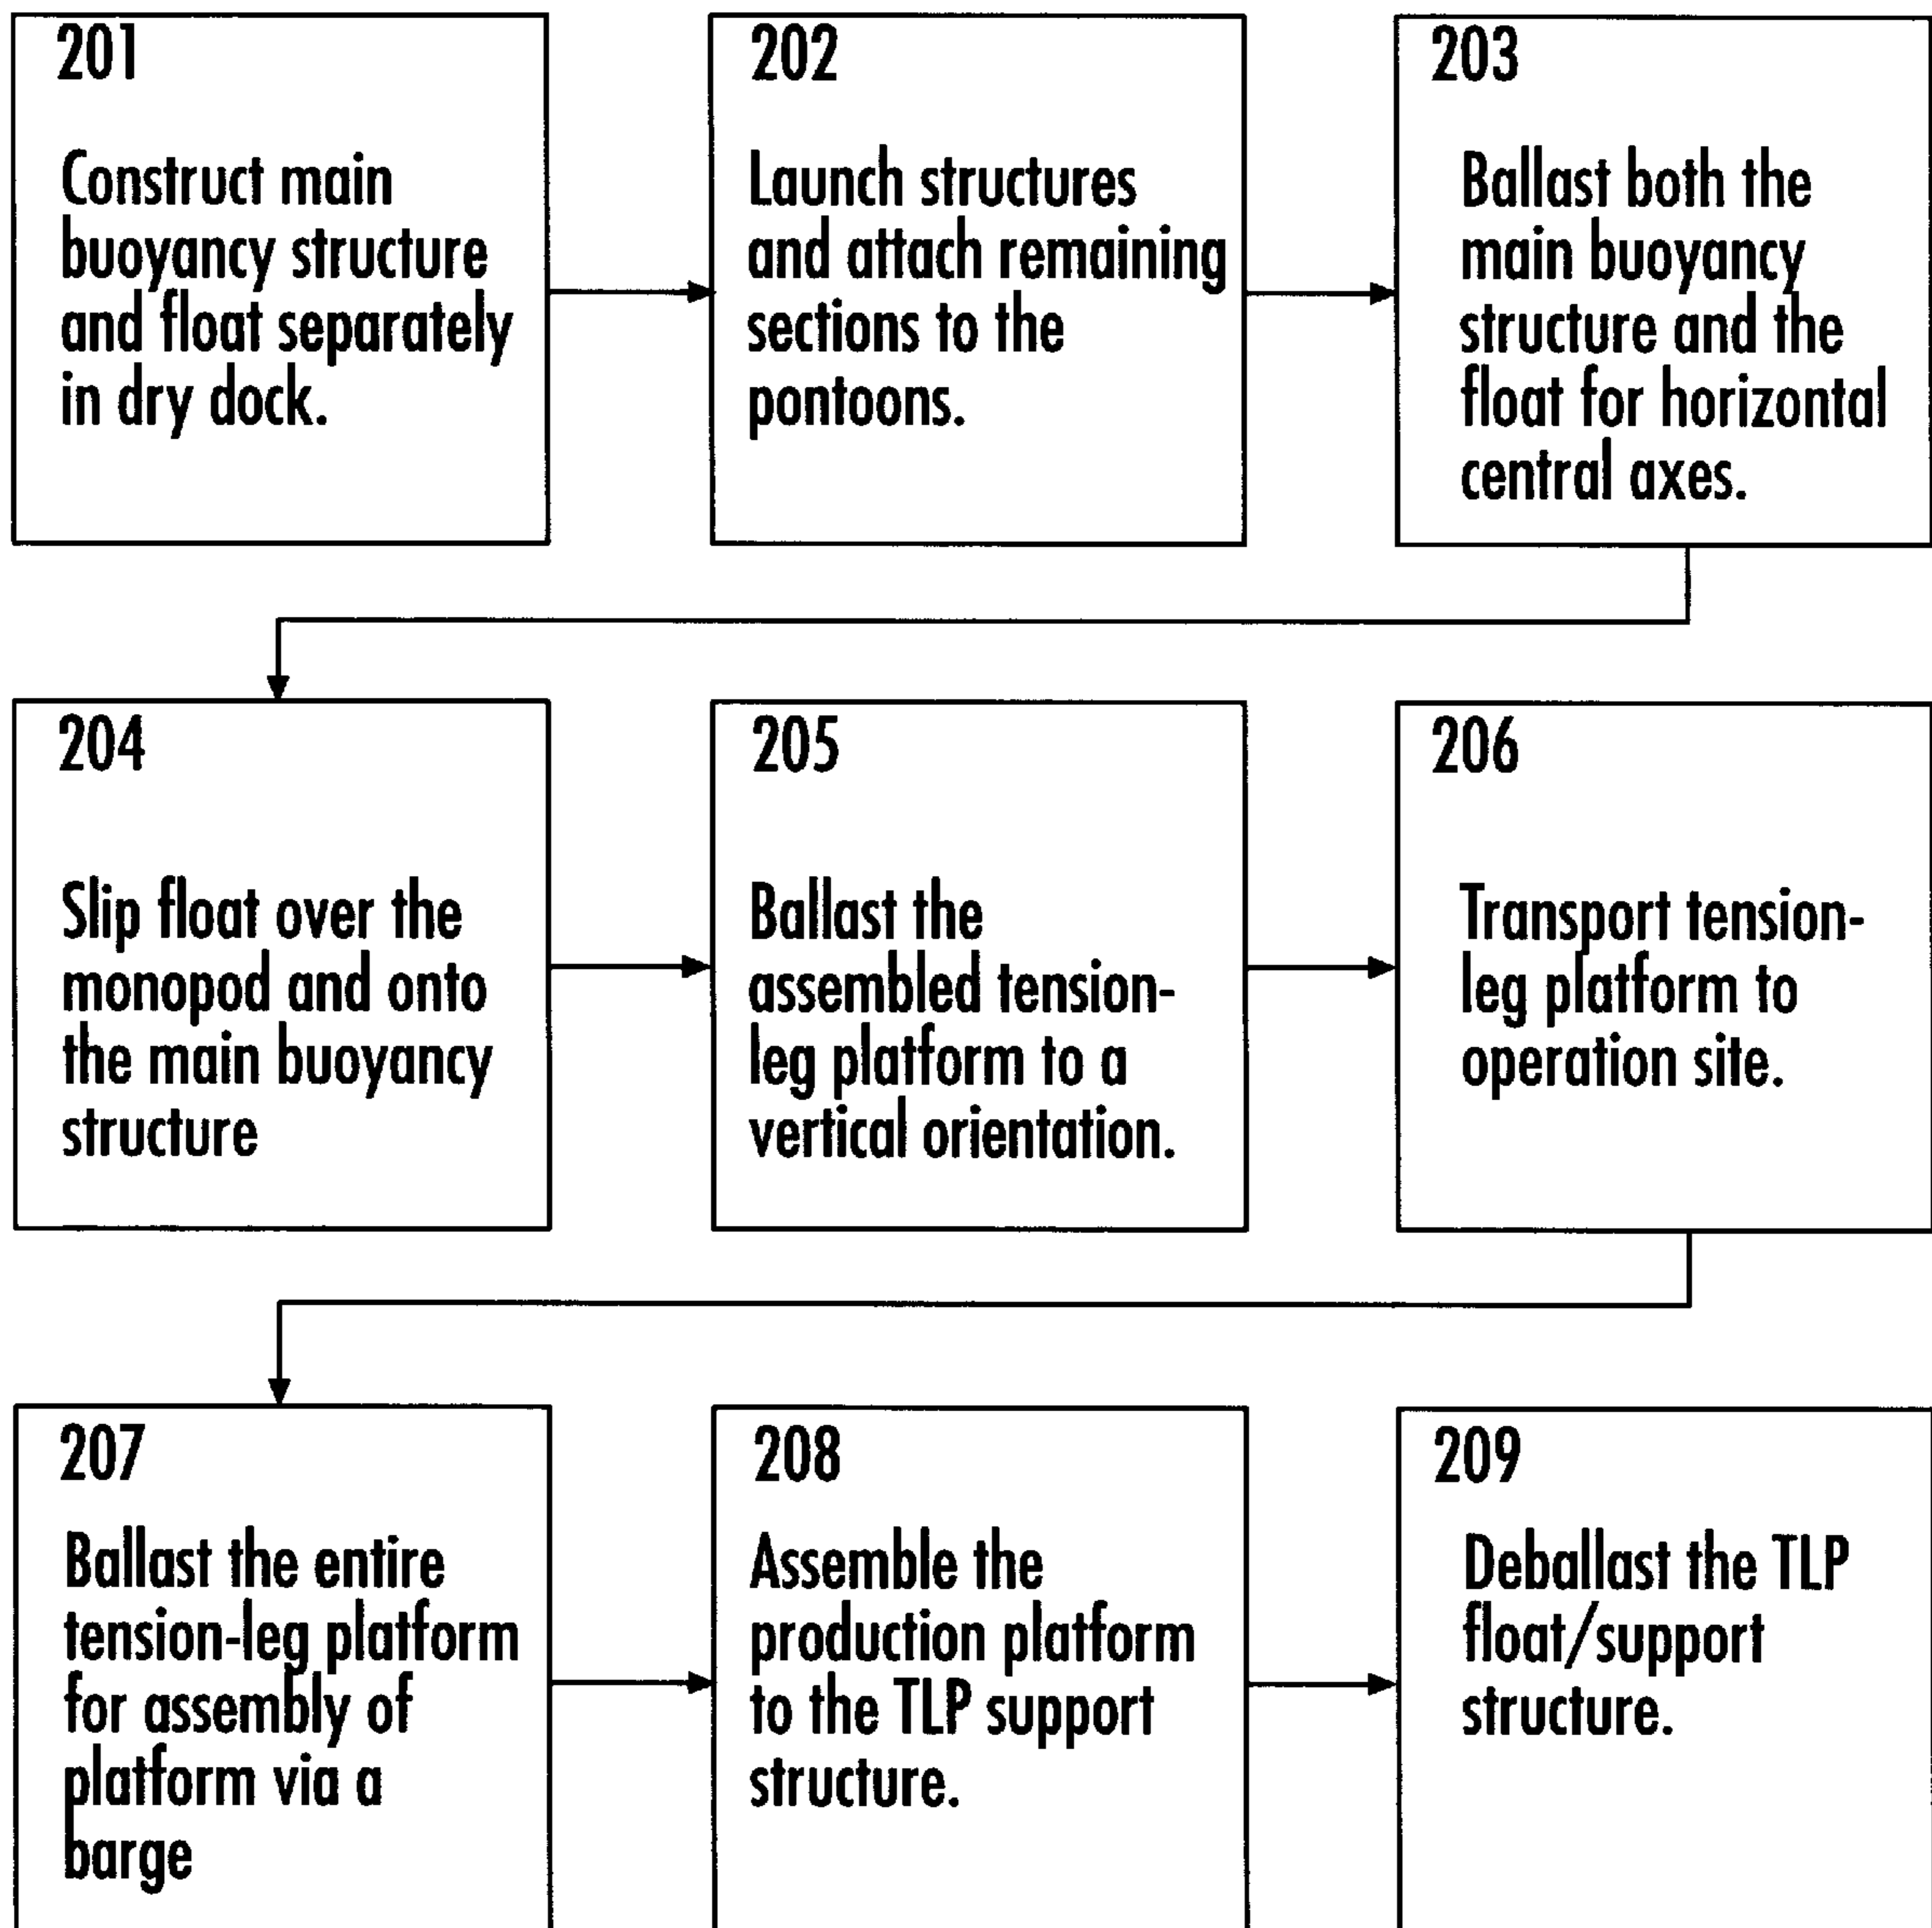 201
Construct main
buoyancy structure
and float separately
in dry dock.
202
Launch structures
and attach remaining
sections to the
pontoons.
203
Ballast both the
main buoyancy
structure and the
float for horizontal
central axes.
204
Slip float over the
monopod and onto
the main buoyancy
structure
205
Ballast the
assembled tension-
leg platform to a
vertical orientation.
206
Transport tension-
leg platform to
operation site.
207
Ballast the entire
tension-leg platform
for assembly of
platform via a
barge
208
Assemble the
production platform
to the TLP support
structure.
209
Deballast the TLP
float/support
structure.